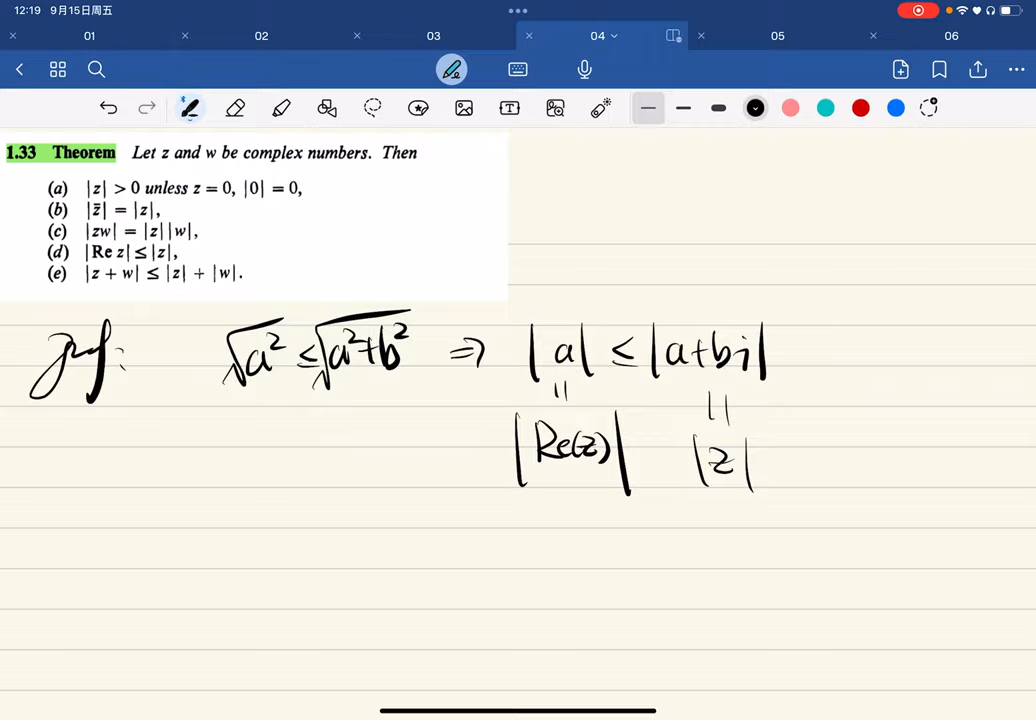 12:19 9月15日周五
01 02 03 04 05 06
1.33 Theorem Let z and w be complex numbers. Then
(a) |z| > 0 unless z = 0, |0| = 0,
(b) |z̄| = |z|,
(c) |zw| = |z||w|,
(d) |Re z| ≤ |z|,
(e) |z + w| ≤ |z| + |w|.
√a² ≤ √a²+b² ⇒ |a| ≤ |a+bi|
= =
|Re(z)| |z|